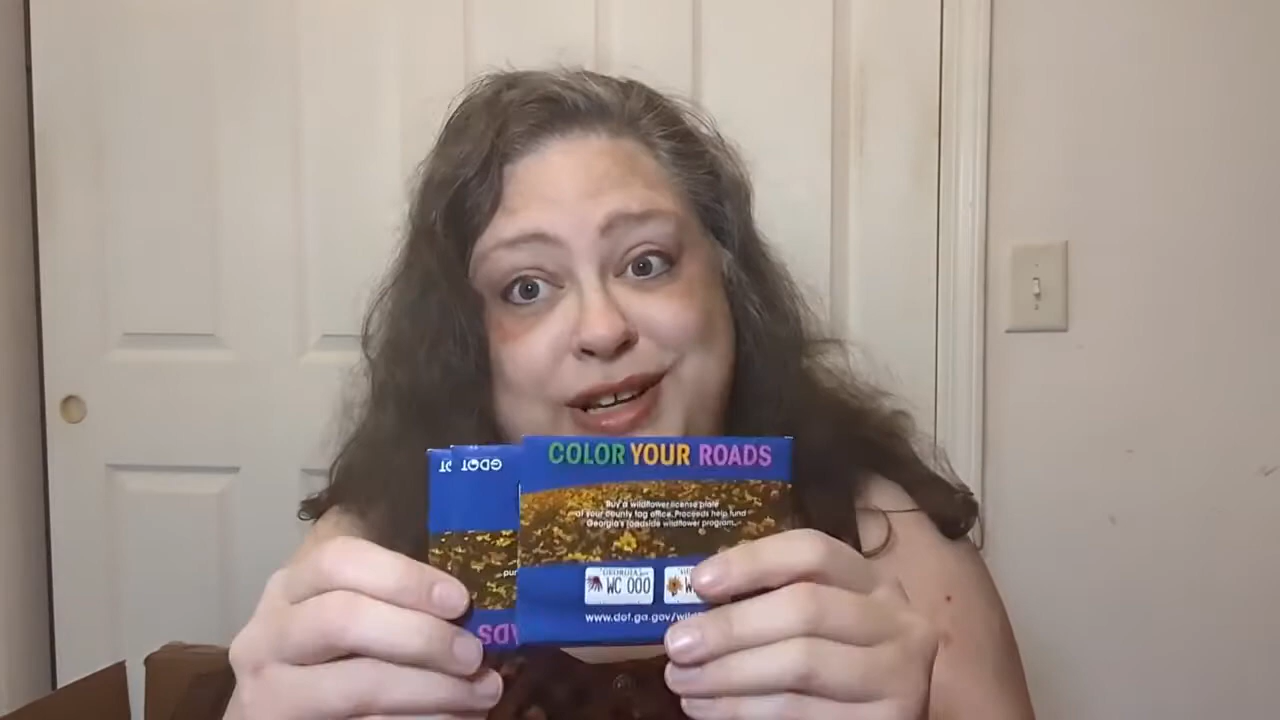 COLOR YOUR ROADS
GDOT
Buy a wildflower license plate
at your county tag office. Proceeds help fund
Georgia's roadside wildflower program.
GEORGIA
WC 000
www.dot.ga.gov/